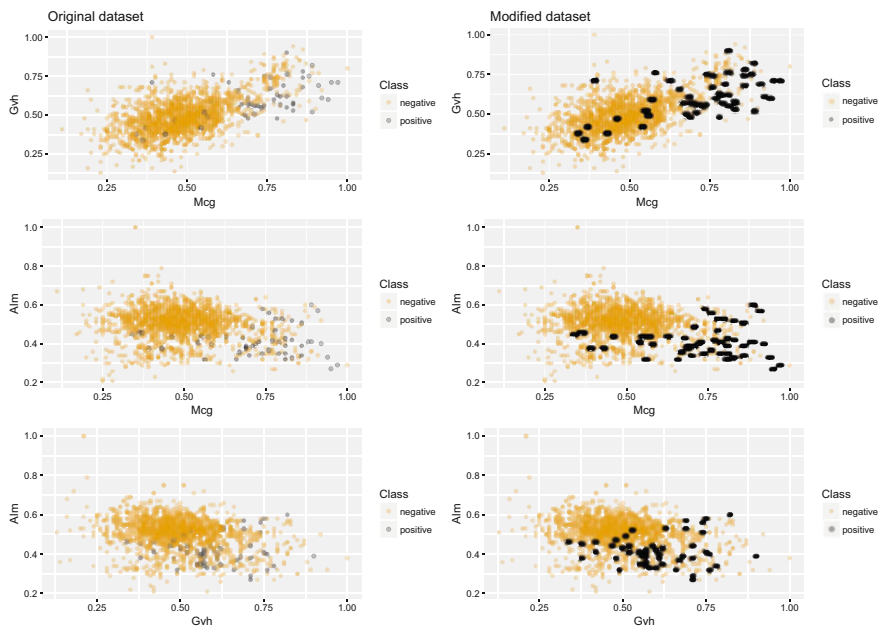 Original dataset
Modified dataset
1.00
0.75
0.50
0.25
Gvh
0.25
0.50
0.75
1.00
Mcg
Class
negative
positive
1.00
0.75
0.50
0.25
Gvh
0.25
0.50
0.75
1.00
Mcg
Class
negative
positive
1.0
0.8
0.6
0.4
0.2
Alm
0.25
0.50
0.75
1.00
Mcg
Class
negative
positive
1.0
0.8
0.6
0.4
0.2
Alm
0.25
0.50
0.75
1.00
Mcg
Class
negative
positive
1.0
0.8
0.6
0.4
0.2
Alm
0.25
0.50
0.75
1.00
Gvh
Class
negative
positive
1.0
0.8
0.6
0.4
0.2
Alm
0.25
0.50
0.75
1.00
Gvh
Class
negative
positive